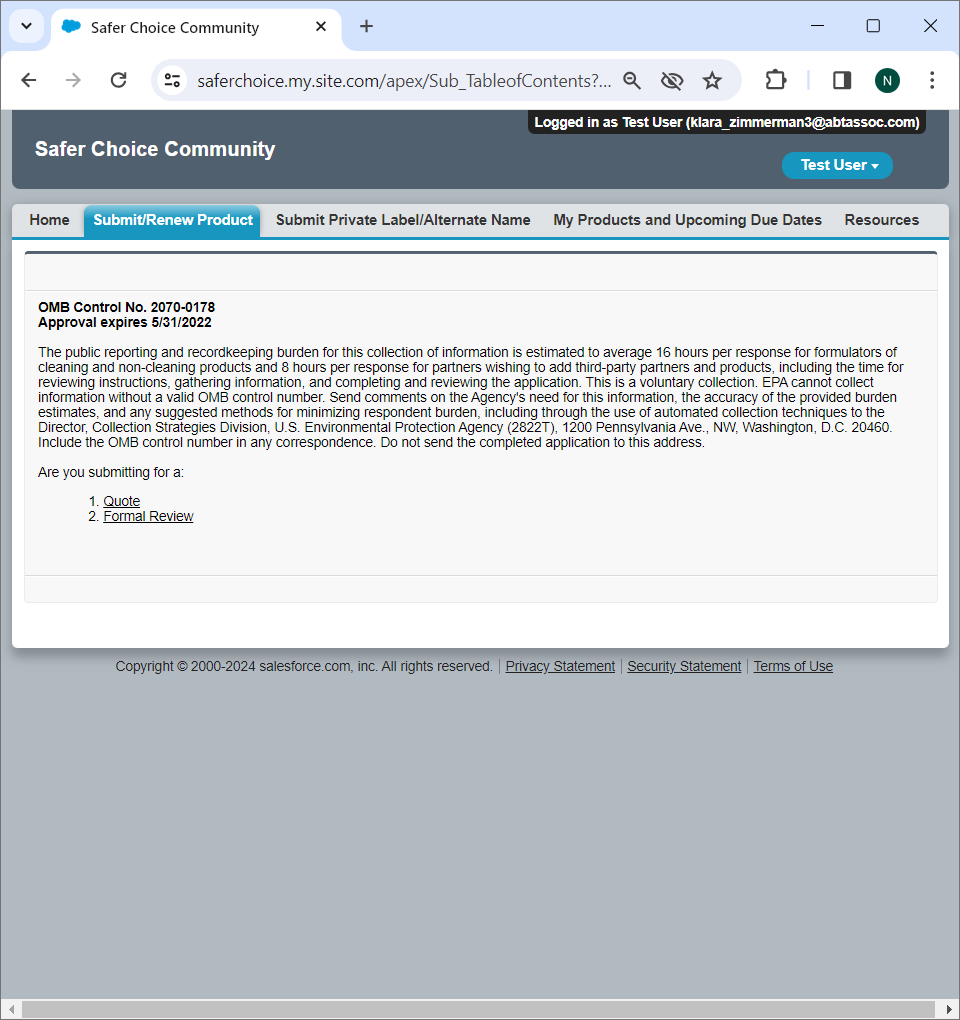 Safer Choice Community
saferchoice.my.site.com/apex/Sub_TableofContents?...
N
Logged in as Test User (klara_zimmerman3@abtassoc.com)
Safer Choice Community
Test User
Home Submit/Renew Product Submit Private Label/Alternate Name My Products and Upcoming Due Dates Resources
OMB Control No. 2070-0178
Approval expires 5/31/2022
The public reporting and recordkeeping burden for this collection of information is estimated to average 16 hours per response for formulators of
cleaning and non-cleaning products and 8 hours per response for partners wishing to add third-party partners and products, including the time for
reviewing instructions, gathering information, and completing and reviewing the application. This is a voluntary collection. EPA cannot collect
information without a valid OMB control number. Send comments on the Agency's need for this information, the accuracy of the provided burden
estimates, and any suggested methods for minimizing respondent burden, including through the use of automated collection techniques to the
Director, Collection Strategies Division, U.S. Environmental Protection Agency (2822T), 1200 Pennsylvania Ave., NW, Washington, D.C. 20460.
Include the OMB control number in any correspondence. Do not send the completed application to this address.
Are you submitting for a:
1. Quote
2. Formal Review
Copyright © 2000-2024 salesforce.com, inc. All rights reserved. | Privacy Statement | Security Statement | Terms of Use